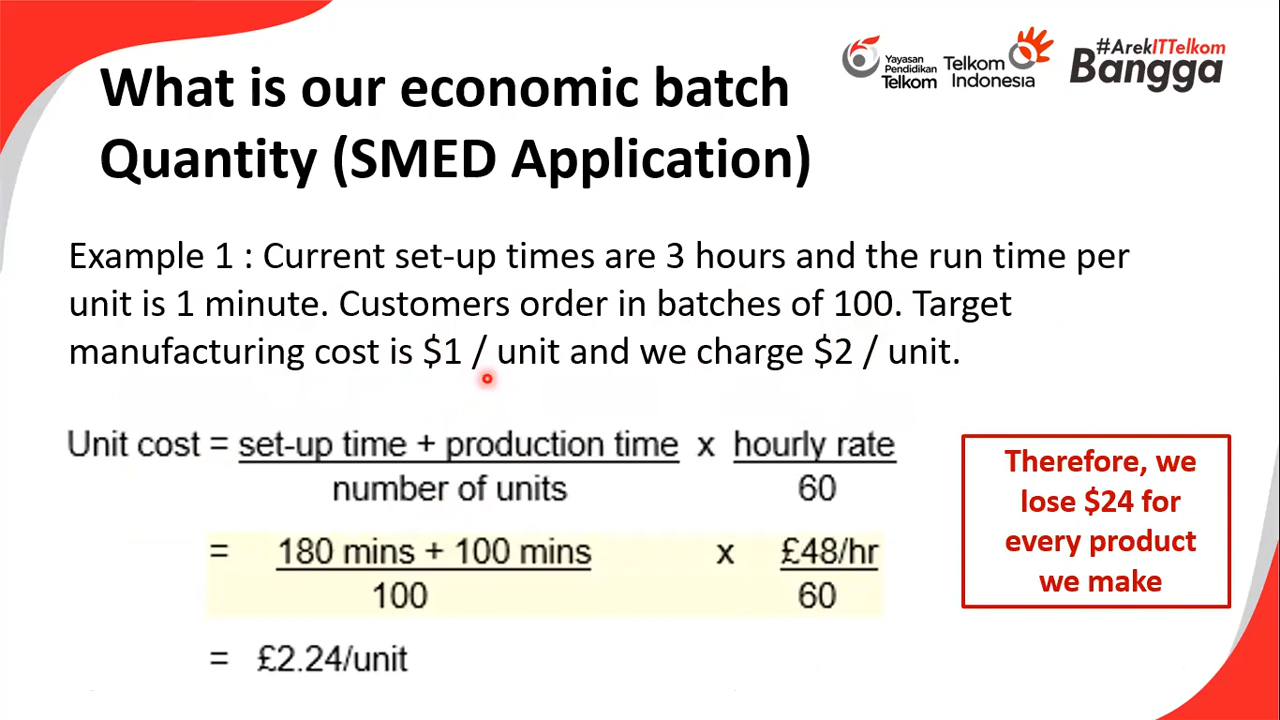 Yayasan
Pendidikan
Telkom
Telkom
Indonesia
#ArekITTelkom
Bangga
What is our economic batch
Quantity (SMED Application)
Example 1 : Current set-up times are 3 hours and the run time per
unit is 1 minute. Customers order in batches of 100. Target
manufacturing cost is $1 / unit and we charge $2 / unit.
Unit cost = set-up time + production time x hourly rate
number of units 60
= 180 mins + 100 mins x £48/hr
100 60
= £2.24/unit
Therefore, we
lose $24 for
every product
we make